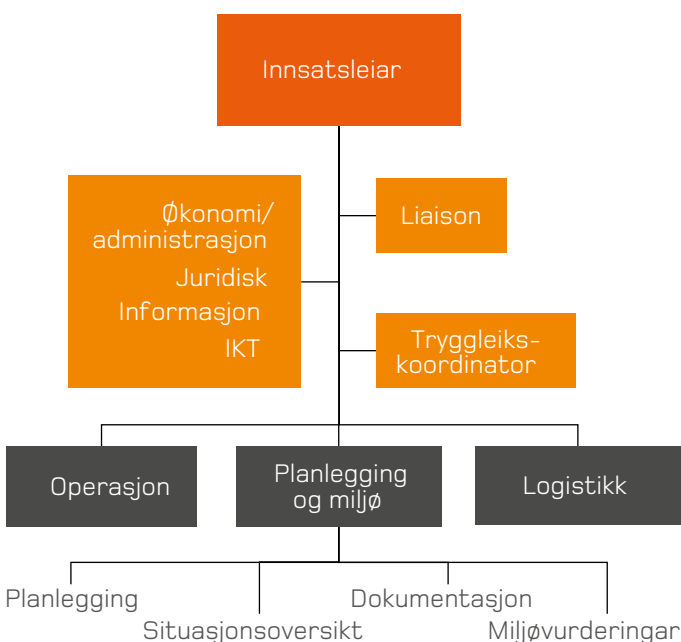 Innsatsleiar
Økonomi/
administrasjon
Juridisk
Informasjon
IKT
Liaison
Tryggleiks-
koordinator
Operasjon
Planlegging
og miljø
Logistikk
Planlegging
Situasjonsoversikt
Dokumentasjon
Miljøvurderingar